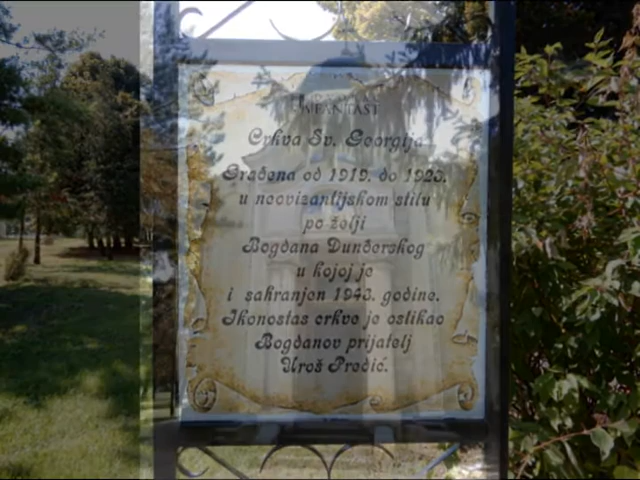 Crkva Sv. Georgija
Građena od 1919. do 1923.
u neovizantijskom stilu
po želji
Bogdana Dunđerskog
u kojoj je
i sahranjen 1943. godine.
Ikonostas crkve je oslikao
Bogdanov prijatelj
Uroš Predić.